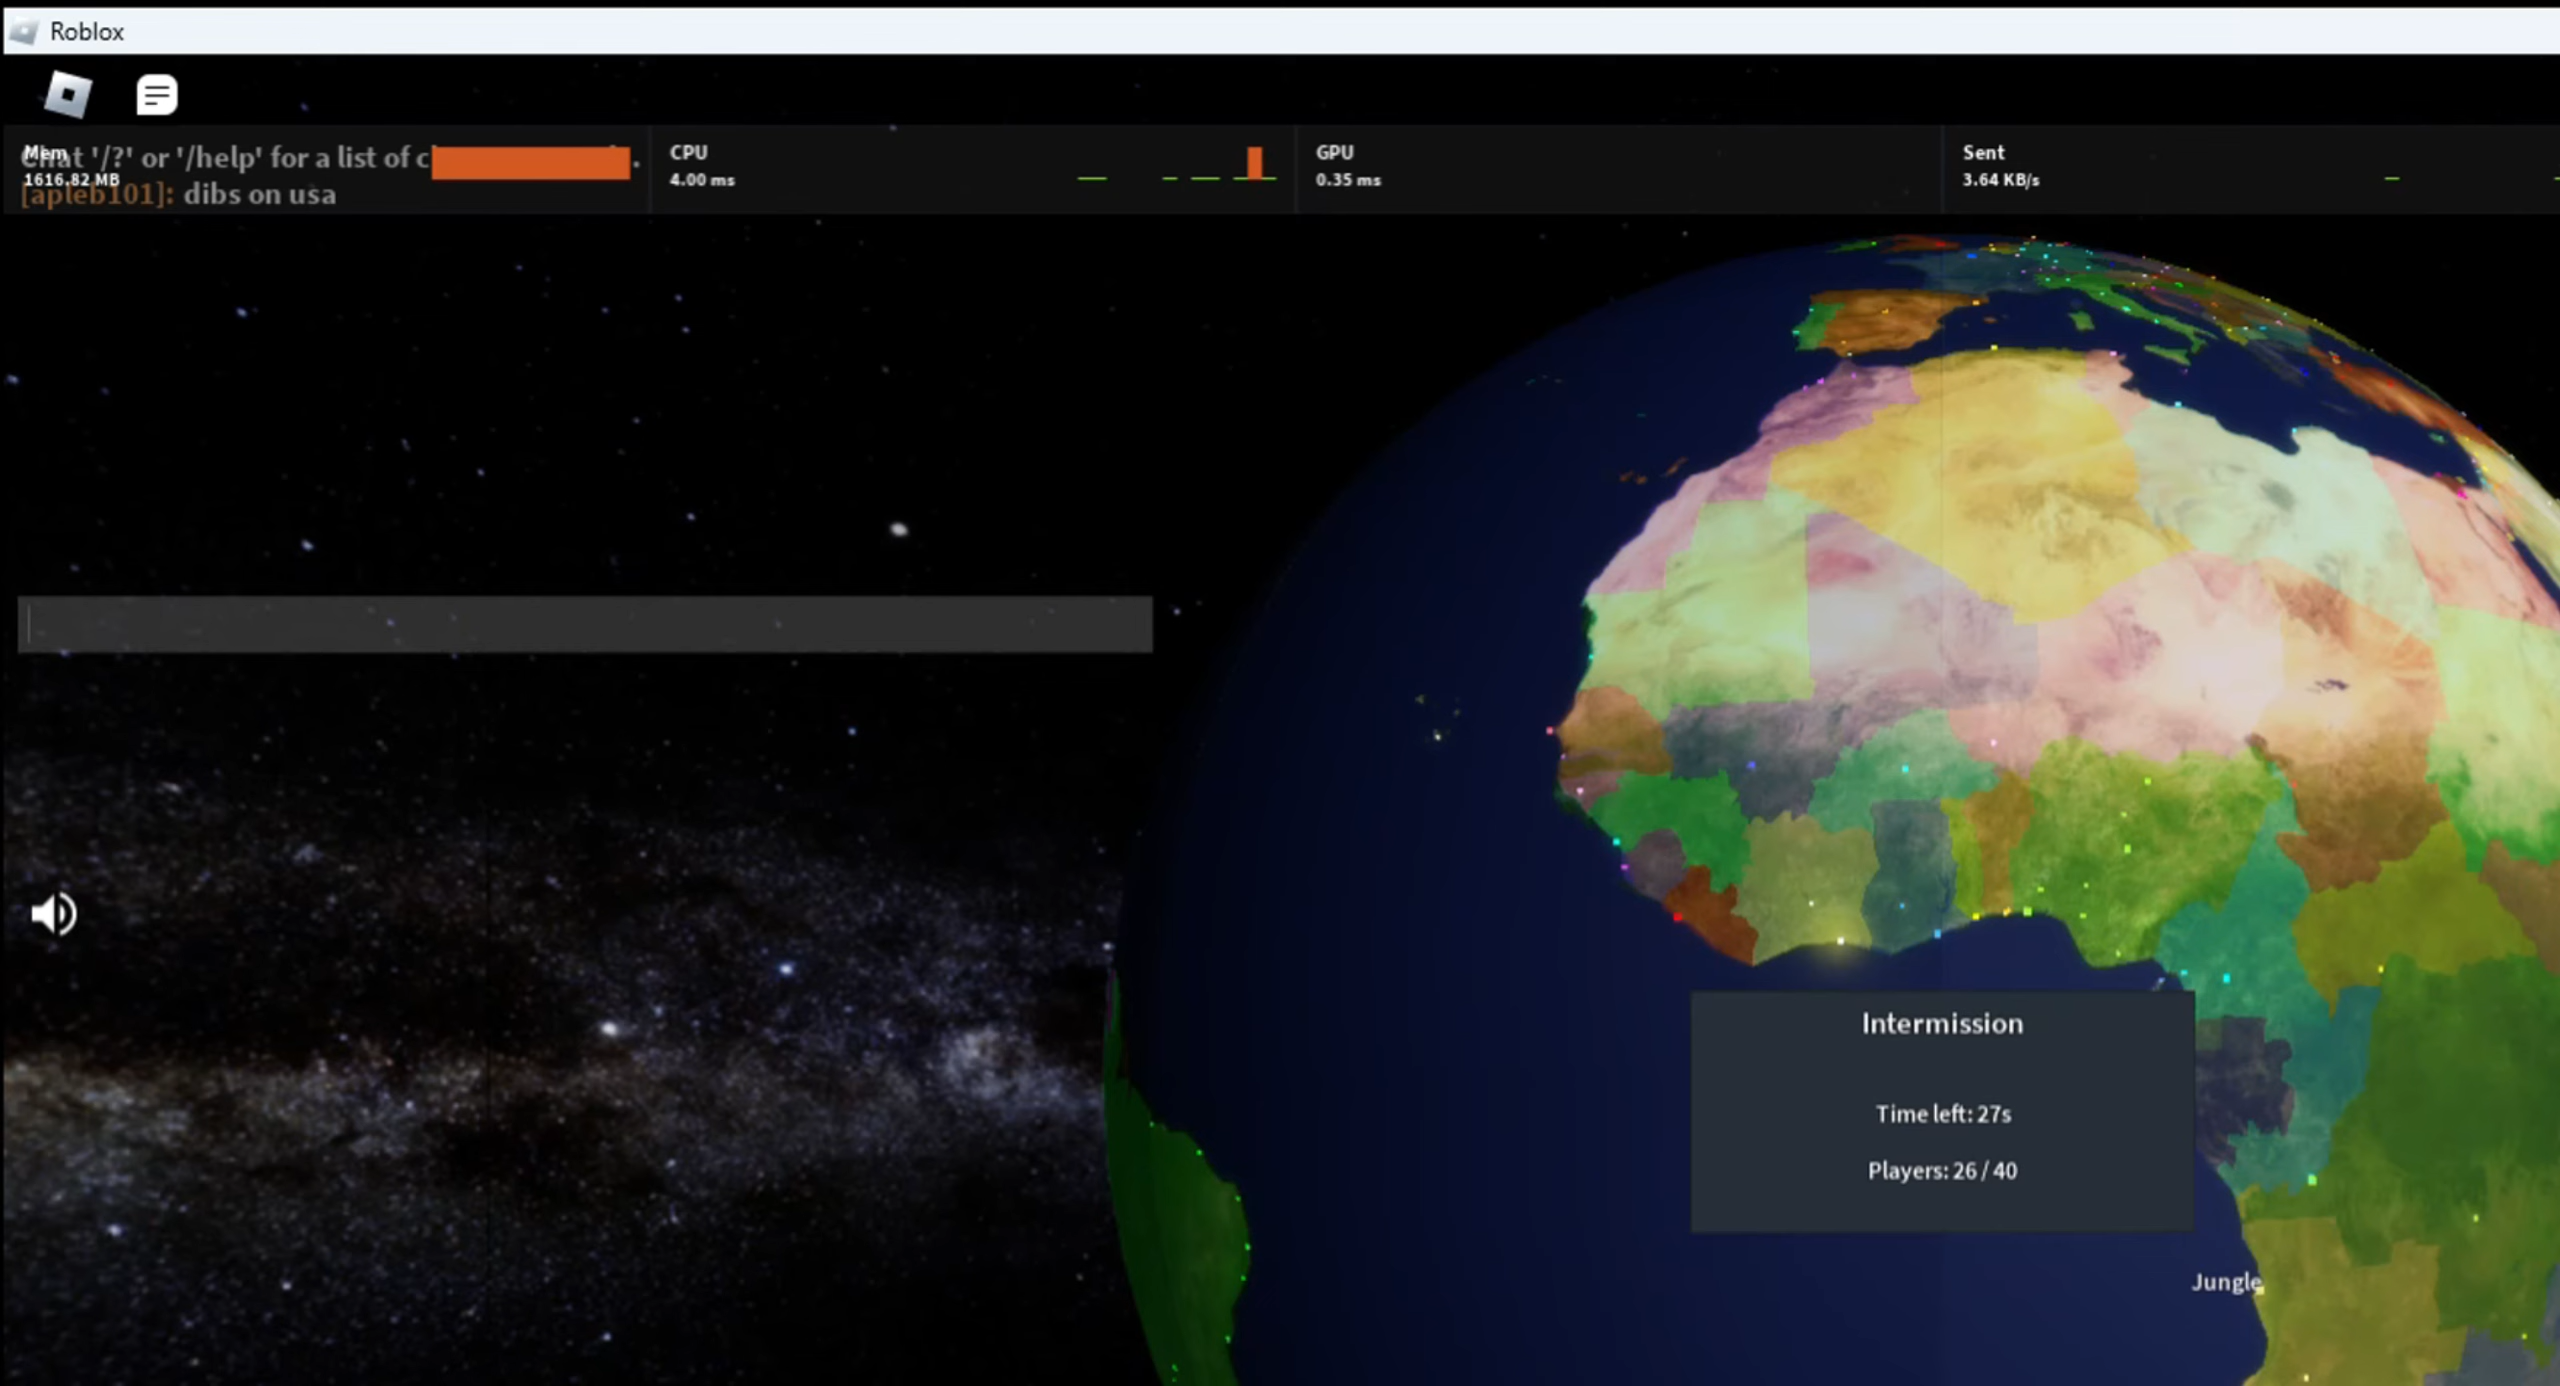 Roblox
Mem
1616.82 MB
Chat '/?' or '/help' for a list of
[apleb101]: dibs on usa
CPU
4.00 ms
GPU
0.35 ms
Sent
3.64 KB/s
Intermission
Time left: 27s
Players: 26 / 40
Jungle